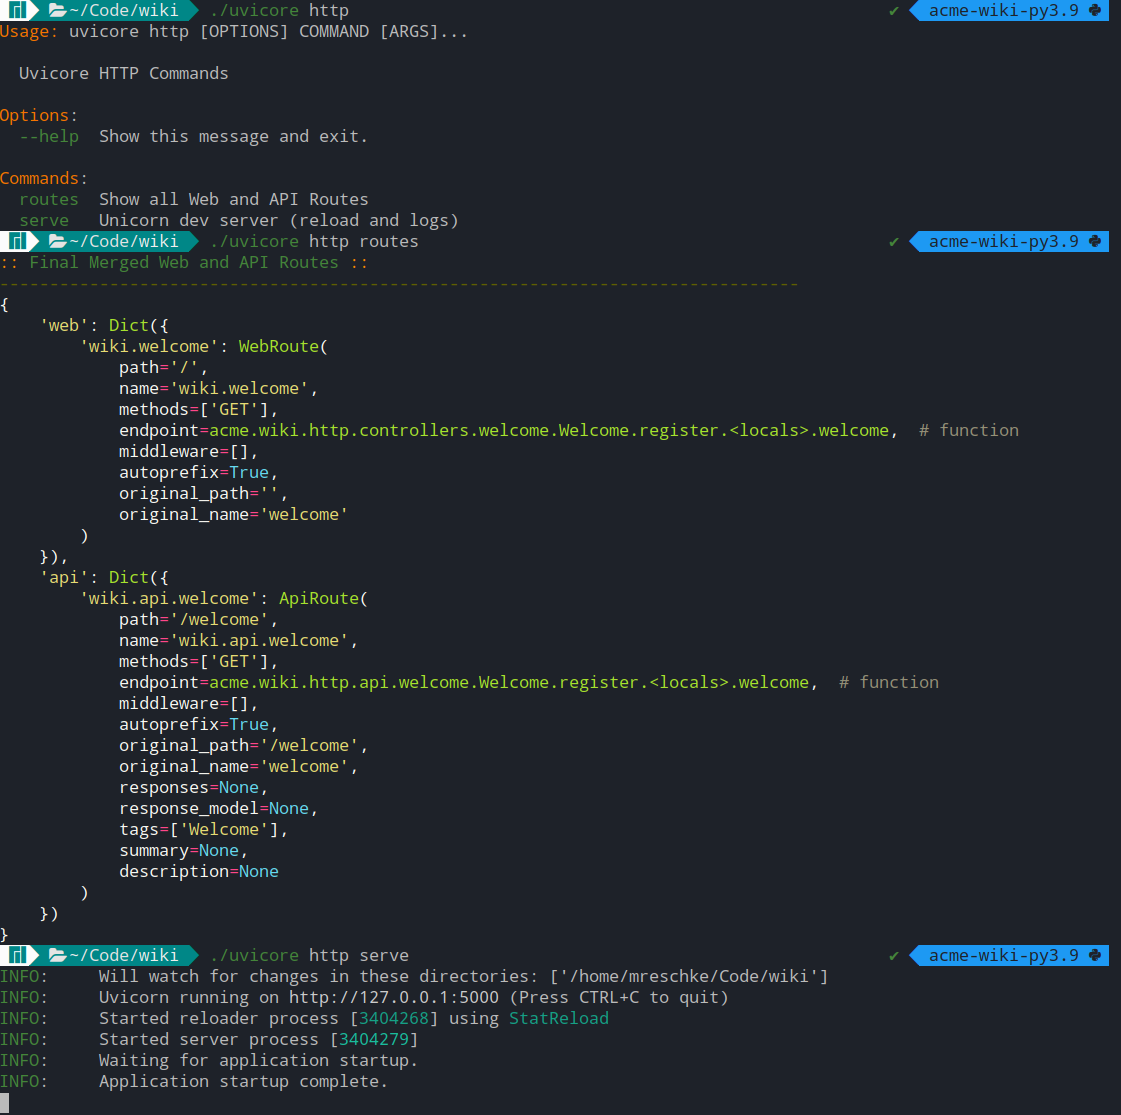 ~/Code/wiki ./uvicore http ✔ acme-wiki-py3.9
Usage: uvicore http [OPTIONS] COMMAND [ARGS]...
Uvicore HTTP Commands
Options:
--help  Show this message and exit.
Commands:
routes  Show all Web and API Routes
serve   Unicorn dev server (reload and logs)
~/Code/wiki ./uvicore http routes ✔ acme-wiki-py3.9
:: Final Merged Web and API Routes ::
--------------------------------------------------------------------------------
{
    'web': Dict({
        'wiki.welcome': WebRoute(
            path='/',
            name='wiki.welcome',
            methods=['GET'],
            endpoint=acme.wiki.http.controllers.welcome.Welcome.register.<locals>.welcome,  # function
            middleware=[],
            autoprefix=True,
            original_path='',
            original_name='welcome'
        )
    }),
    'api': Dict({
        'wiki.api.welcome': ApiRoute(
            path='/welcome',
            name='wiki.api.welcome',
            methods=['GET'],
            endpoint=acme.wiki.http.api.welcome.Welcome.register.<locals>.welcome,  # function
            middleware=[],
            autoprefix=True,
            original_path='/welcome',
            original_name='welcome',
            responses=None,
            response_model=None,
            tags=['Welcome'],
            summary=None,
            description=None
        )
    })
}
~/Code/wiki ./uvicore http serve ✔ acme-wiki-py3.9
INFO:     Will watch for changes in these directories: ['/home/mreschke/Code/wiki']
INFO:     Uvicorn running on http://127.0.0.1:5000 (Press CTRL+C to quit)
INFO:     Started reloader process [3404268] using StatReload
INFO:     Started server process [3404279]
INFO:     Waiting for application startup.
INFO:     Application startup complete.